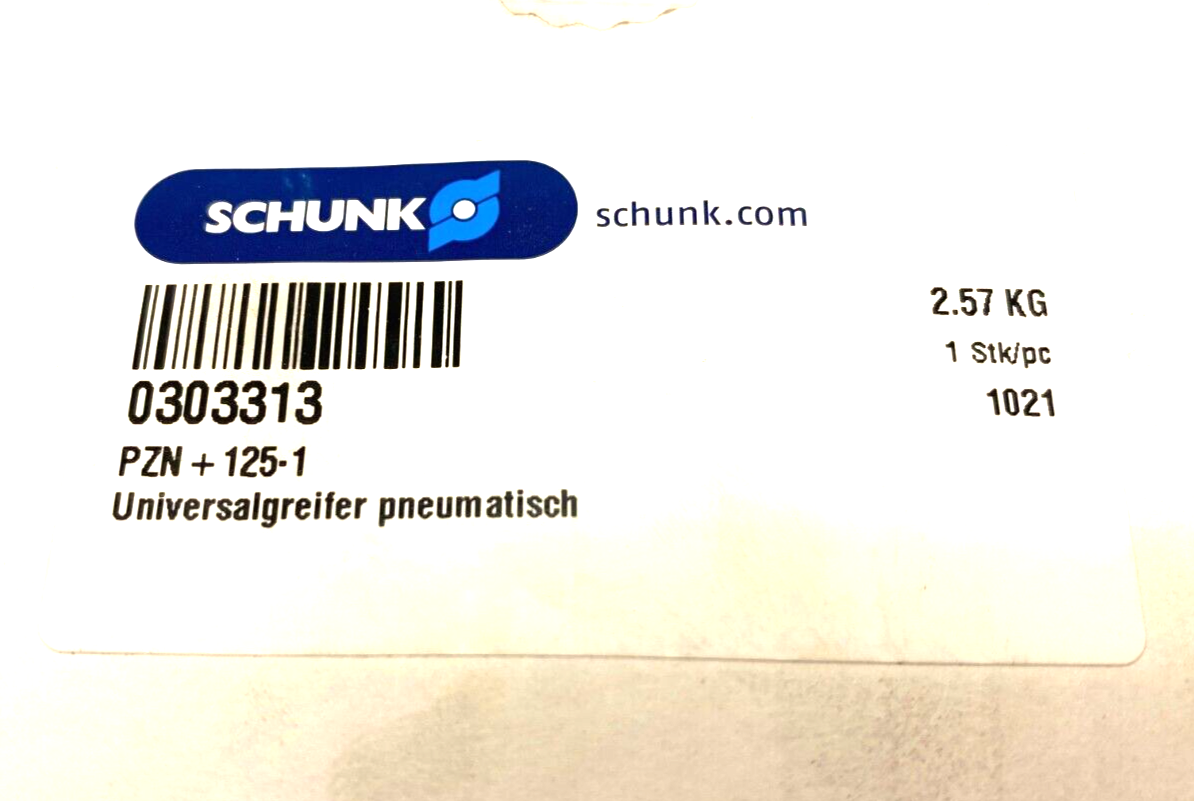 SCHUNK schunk.com
2.57 KG
1 Stk/pc
1021
0303313
PZN + 125-1
Universalgreifer pneumatisch